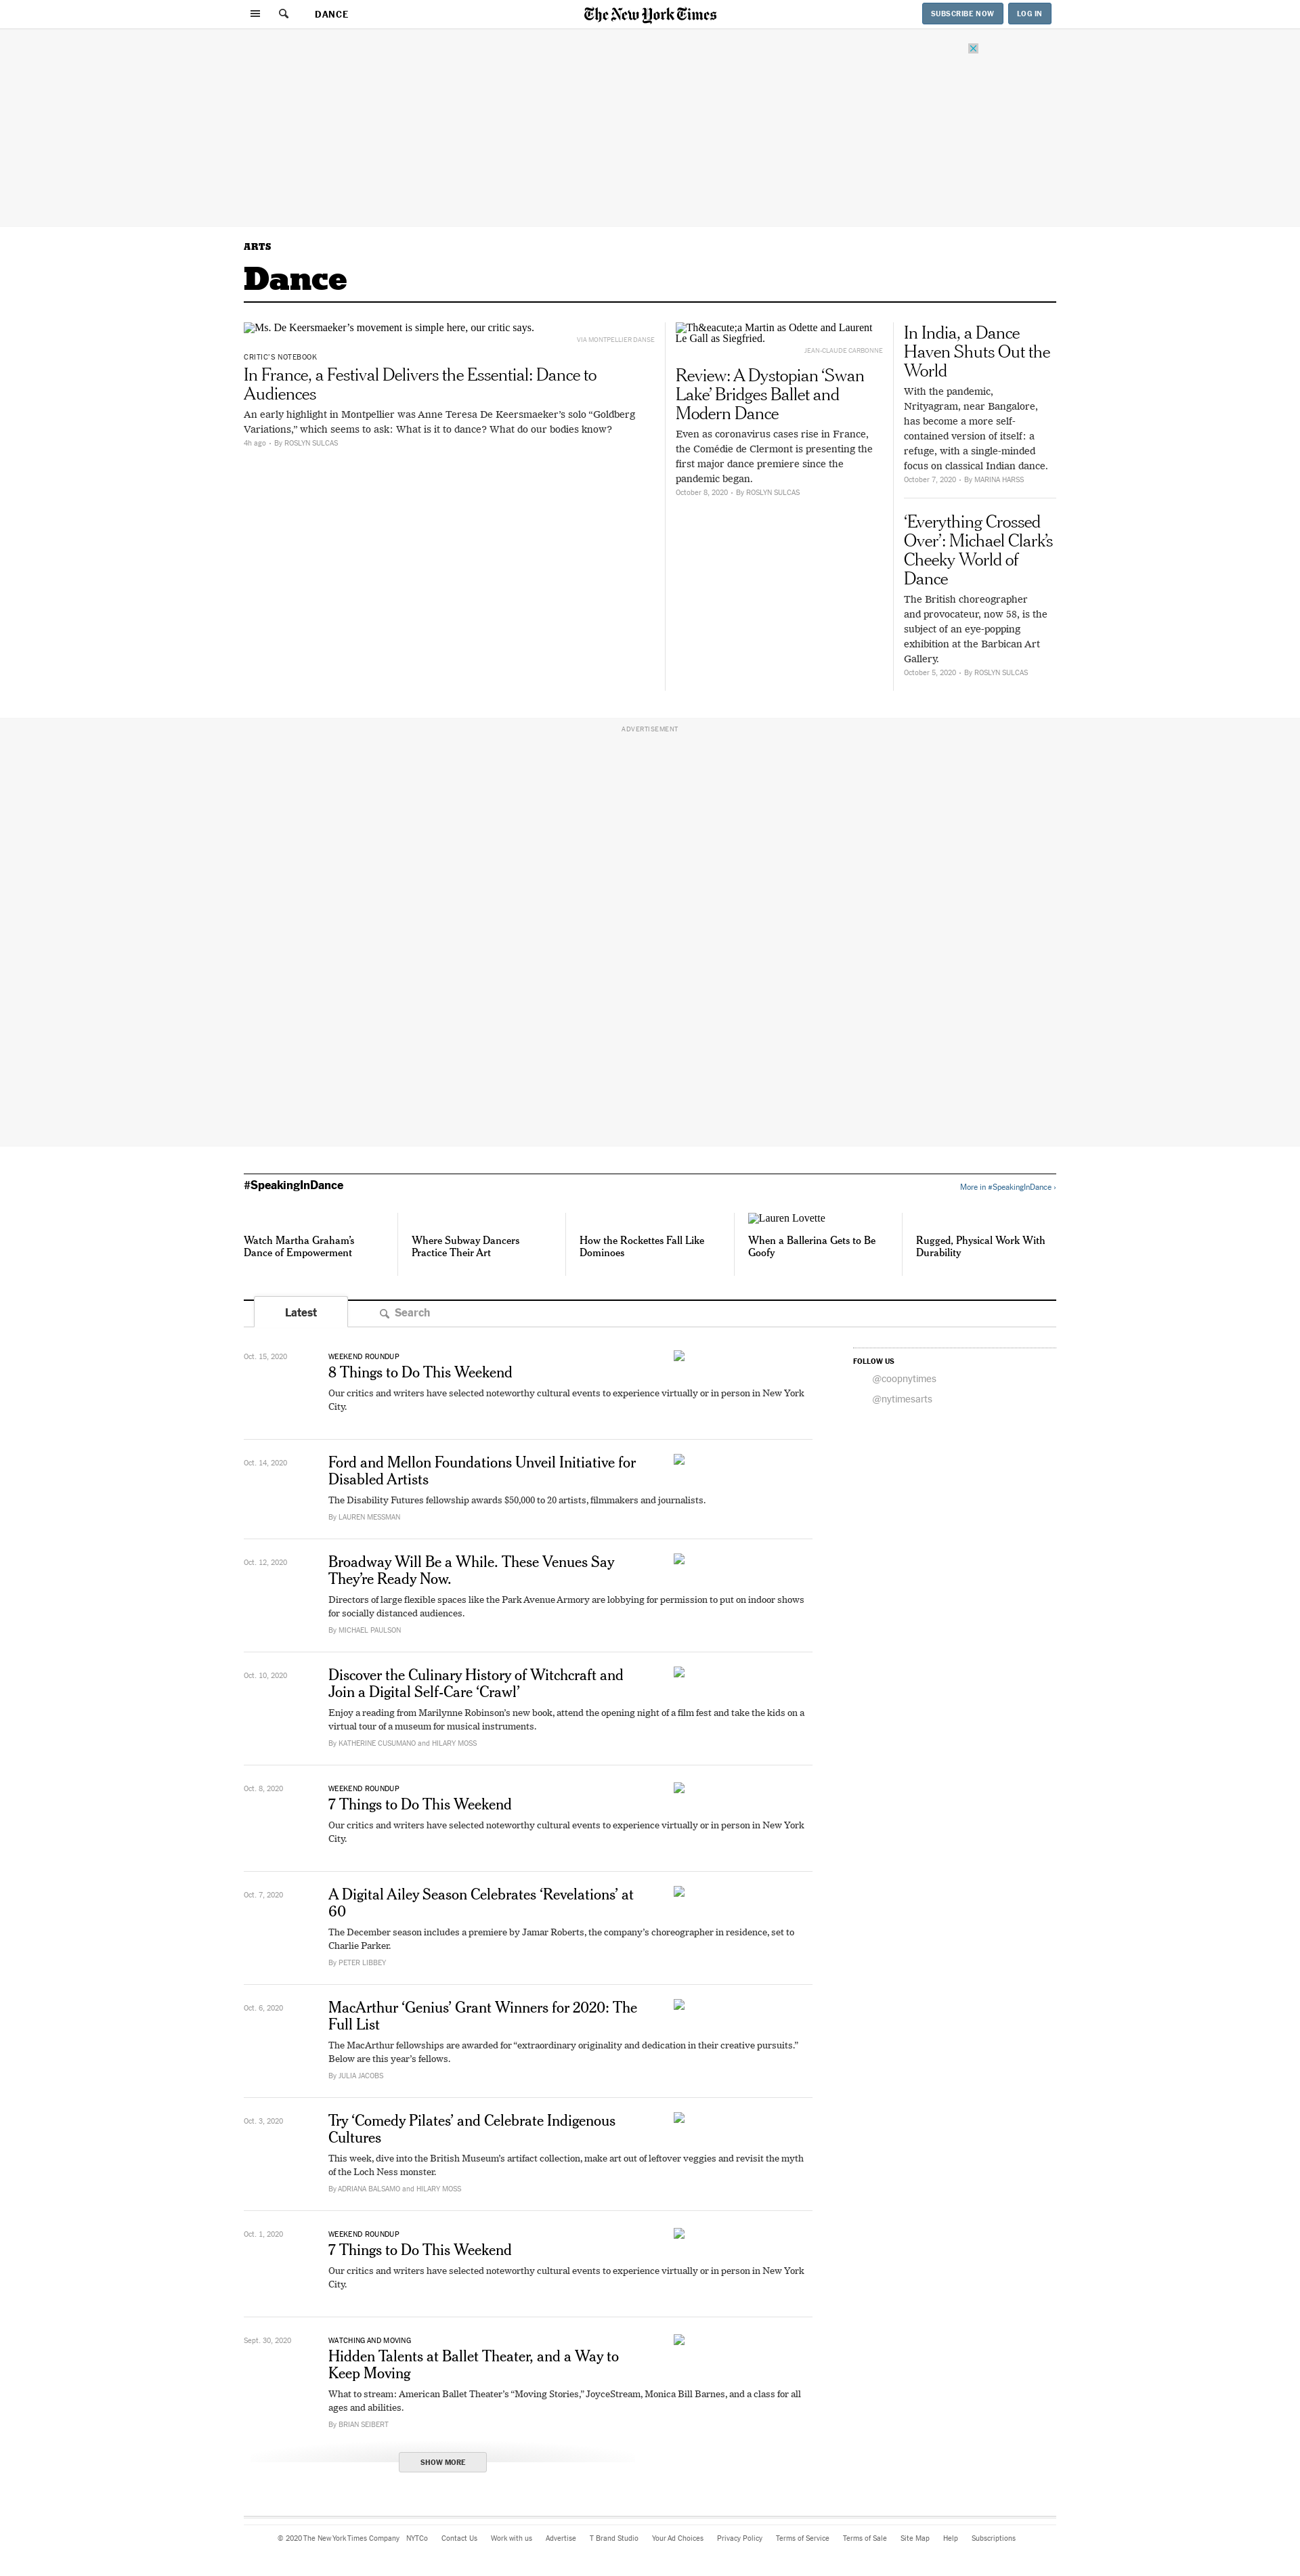 DANCE
The New York Times
SUBSCRIBE NOW
LOG IN
ARTS
Dance
Ms. De Keersmaeker’s movement is simple here, our critic says.
VIA MONTPELLIER DANSE
CRITIC’S NOTEBOOK
In France, a Festival Delivers the Essential: Dance to
Audiences
An early highlight in Montpellier was Anne Teresa De Keersmaeker’s solo “Goldberg
Variations,” which seems to ask: What is it to dance? What do our bodies know?
4h ago • By ROSLYN SULCAS
Th&eacute;a Martin as Odette and Laurent
Le Gall as Siegfried.
JEAN-CLAUDE CARBONNE
Review: A Dystopian ‘Swan
Lake’ Bridges Ballet and
Modern Dance
Even as coronavirus cases rise in France,
the Comédie de Clermont is presenting the
first major dance premiere since the
pandemic began.
October 8, 2020 • By ROSLYN SULCAS
In India, a Dance
Haven Shuts Out the
World
With the pandemic,
Nrityagram, near Bangalore,
has become a more self-
contained version of itself: a
refuge, with a single-minded
focus on classical Indian dance.
October 7, 2020 • By MARINA HARSS
‘Everything Crossed
Over’: Michael Clark’s
Cheeky World of
Dance
The British choreographer
and provocateur, now 58, is the
subject of an eye-popping
exhibition at the Barbican Art
Gallery.
October 5, 2020 • By ROSLYN SULCAS
ADVERTISEMENT
#SpeakingInDance
More in #SpeakingInDance ›
Watch Martha Graham’s
Dance of Empowerment
Where Subway Dancers
Practice Their Art
How the Rockettes Fall Like
Dominoes
Lauren Lovette
When a Ballerina Gets to Be
Goofy
Rugged, Physical Work With
Durability
Latest
Search
Oct. 15, 2020
WEEKEND ROUNDUP
8 Things to Do This Weekend
Our critics and writers have selected noteworthy cultural events to experience virtually or in person in New York
City.
FOLLOW US
@coopnytimes
@nytimesarts
Oct. 14, 2020
Ford and Mellon Foundations Unveil Initiative for
Disabled Artists
The Disability Futures fellowship awards $50,000 to 20 artists, filmmakers and journalists.
By LAUREN MESSMAN
Oct. 12, 2020
Broadway Will Be a While. These Venues Say
They’re Ready Now.
Directors of large flexible spaces like the Park Avenue Armory are lobbying for permission to put on indoor shows
for socially distanced audiences.
By MICHAEL PAULSON
Oct. 10, 2020
Discover the Culinary History of Witchcraft and
Join a Digital Self-Care ‘Crawl’
Enjoy a reading from Marilynne Robinson’s new book, attend the opening night of a film fest and take the kids on a
virtual tour of a museum for musical instruments.
By KATHERINE CUSUMANO and HILARY MOSS
Oct. 8, 2020
WEEKEND ROUNDUP
7 Things to Do This Weekend
Our critics and writers have selected noteworthy cultural events to experience virtually or in person in New York
City.
Oct. 7, 2020
A Digital Ailey Season Celebrates ‘Revelations’ at
60
The December season includes a premiere by Jamar Roberts, the company’s choreographer in residence, set to
Charlie Parker.
By PETER LIBBEY
Oct. 6, 2020
MacArthur ‘Genius’ Grant Winners for 2020: The
Full List
The MacArthur fellowships are awarded for “extraordinary originality and dedication in their creative pursuits.”
Below are this year’s fellows.
By JULIA JACOBS
Oct. 3, 2020
Try ‘Comedy Pilates’ and Celebrate Indigenous
Cultures
This week, dive into the British Museum’s artifact collection, make art out of leftover veggies and revisit the myth
of the Loch Ness monster.
By ADRIANA BALSAMO and HILARY MOSS
Oct. 1, 2020
WEEKEND ROUNDUP
7 Things to Do This Weekend
Our critics and writers have selected noteworthy cultural events to experience virtually or in person in New York
City.
Sept. 30, 2020
WATCHING AND MOVING
Hidden Talents at Ballet Theater, and a Way to
Keep Moving
What to stream: American Ballet Theater’s “Moving Stories,” JoyceStream, Monica Bill Barnes, and a class for all
ages and abilities.
By BRIAN SEIBERT
SHOW MORE
© 2020 The New York Times Company NYTCo Contact Us Work with us Advertise T Brand Studio Your Ad Choices Privacy Policy Terms of Service Terms of Sale Site Map Help Subscriptions